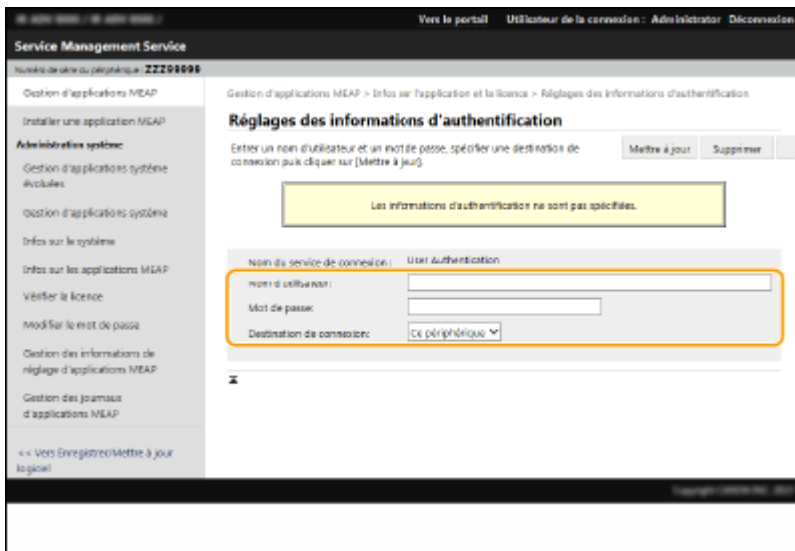 Vers le portail Utilisateur de la connexion : Administrator Déconnexion
Service Management Service
Numéro de série du périphérique : ZZZ99999
Gestion d'applications MEAP
Installer une application MEAP
Administration système
Gestion d'applications système
évoluées
Gestion d'applications système
Infos sur le système
Infos sur les applications MEAP
Vérifier la licence
Modifier le mot de passe
Gestion des informations de
réglage d'applications MEAP
Gestion des journaux
d'applications MEAP
<< Vers Enregistrer/Mettre à jour
logiciel
Gestion d'applications MEAP > Infos sur l'application et la licence > Réglages des informations d'authentification
Réglages des informations d'authentification
Entrer un nom d'utilisateur et un mot de passe, spécifier une destination de
connexion puis cliquer sur [Mettre à jour].
Mettre à jour Supprimer
Les informations d'authentification ne sont pas spécifiées.
Nom du service de connexion : User Authentication
Nom d'utilisateur :
Mot de passe:
Destination de connexion: Ce périphérique